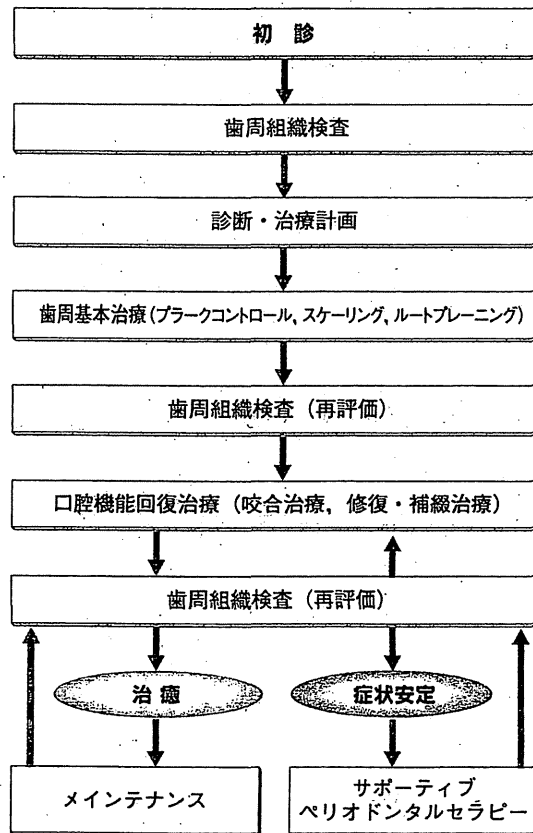 初診
歯周組織検査
診断・治療計画
歯周基本治療(プラークコントロール、スケーリング、ルートプレーニング)
歯周組織検査（再評価）
口腔機能回復治療（咬合治療，修復・補綴治療）
歯周組織検査（再評価）
治癒
症状安定
メインテナンス
サポーティブ
ペリオドンタルセラピー